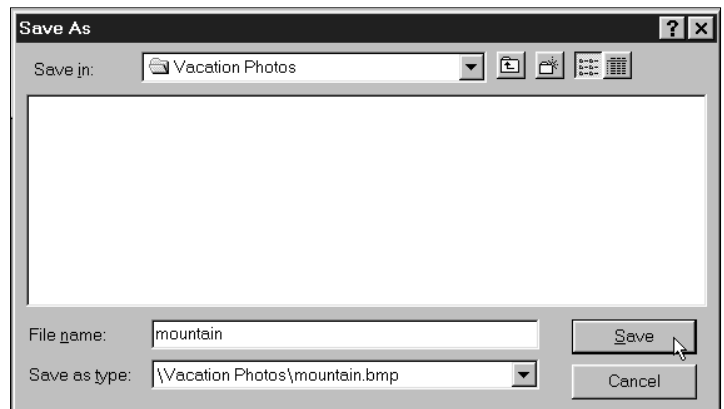 Save As
Save in: Vacation Photos
File name: mountain Save
Save as type: \Vacation Photos\mountain.bmp Cancel